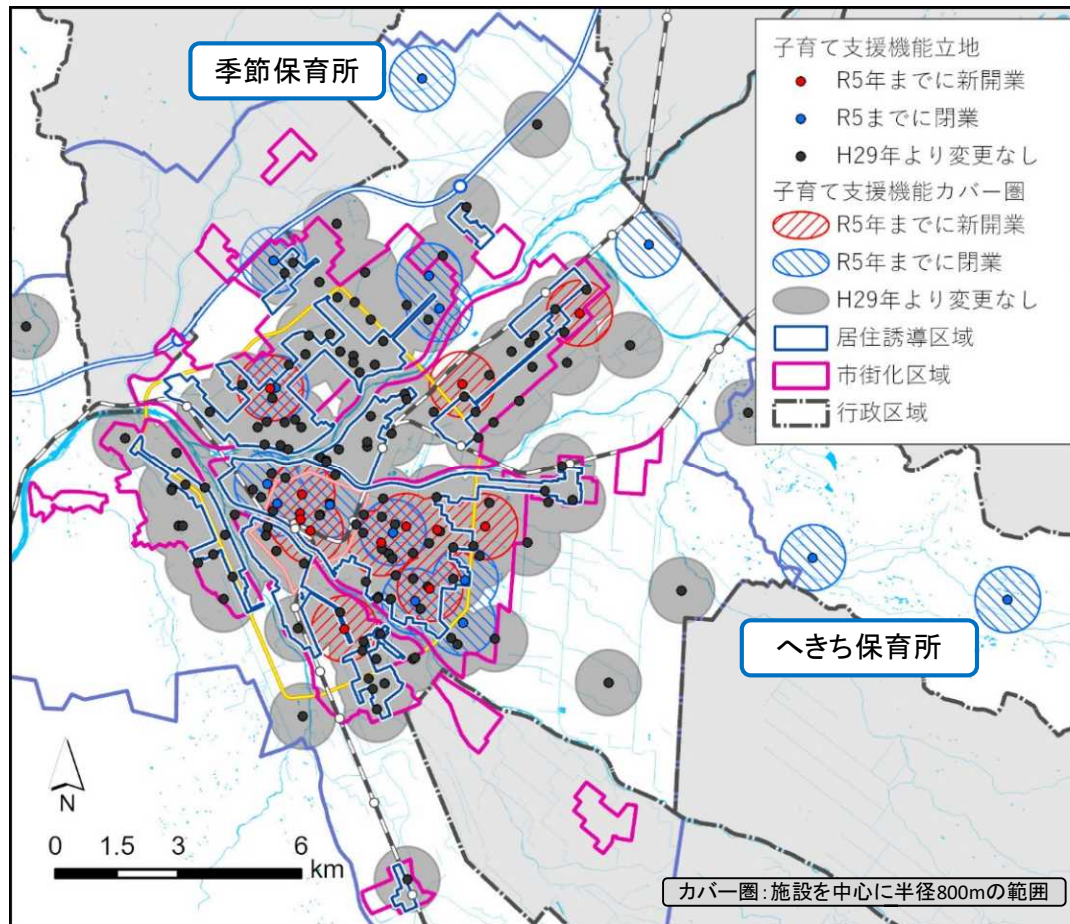 季節保育所
子育て支援機能立地
R5年までに新開業
R5までに閉業
H29年より変更なし
子育て支援機能カバー圏
R5年までに新開業
R5年までに閉業
H29年より変更なし
居住誘導区域
市街化区域
行政区域
へきち保育所
N
0 1.5 3 6
km
カバー圏:施設を中心に半径800mの範囲